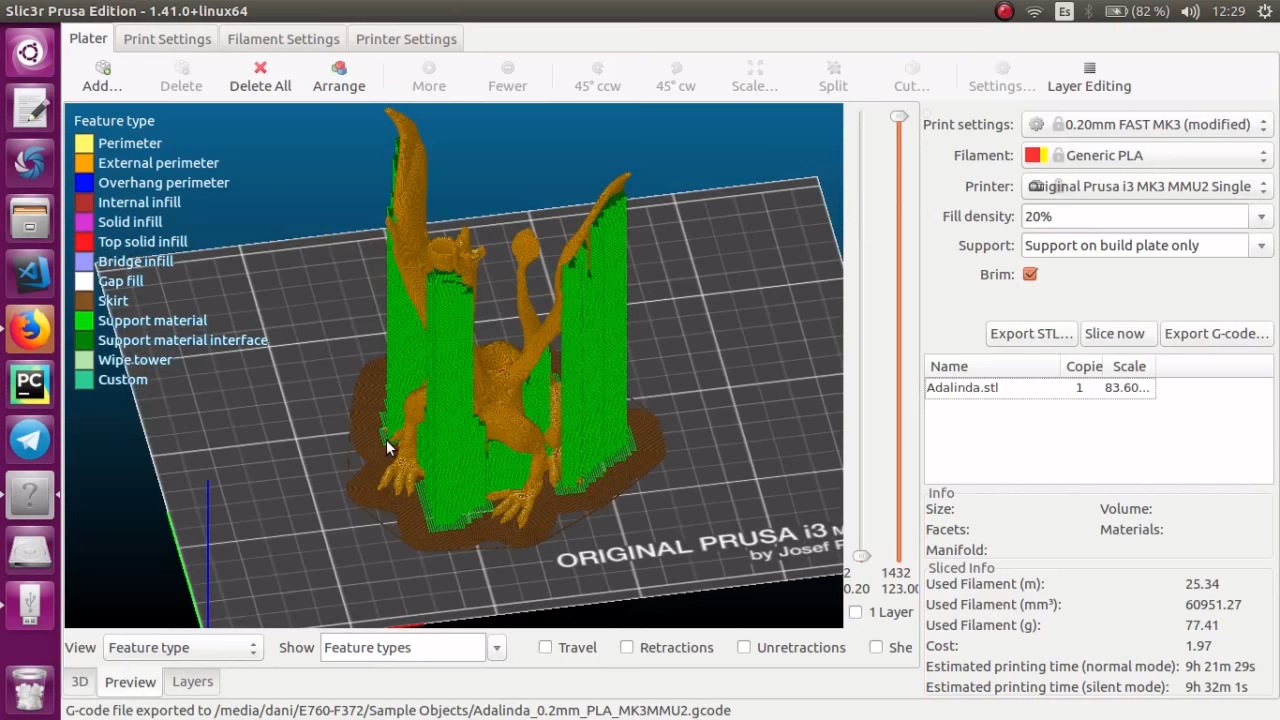 Slic3r Prusa Edition - 1.41.0+linux64
Es (82 %) 12:29
Plater Print Settings Filament Settings Printer Settings
Add... Delete Delete All Arrange More Fewer 45° ccw 45° cw Scale... Split Cut... Settings... Layer Editing
Feature type
Perimeter
External perimeter
Overhang perimeter
Internal infill
Solid infill
Top solid infill
Bridge infill
Gap fill
Skirt
Support material
Support material interface
Wipe tower
Custom
ORIGINAL PRUSA i3
by Josef
2 1432
0.20 123.00
1 Layer
Print settings: 0.20mm FAST MK3 (modified)
Filament: Generic PLA
Printer: Original Prusa i3 MK3 MMU2 Single
Fill density: 20%
Support: Support on build plate only
Brim:
Export STL... Slice now Export G-code...
Name Copie Scale
Adalinda.stl 1 83.60...
Info
Size: Volume:
Facets: Materials:
Manifold:
Sliced Info
Used Filament (m): 25.34
Used Filament (mm³): 60951.27
Used Filament (g): 77.41
Cost: 1.97
Estimated printing time (normal mode): 9h 21m 29s
Estimated printing time (silent mode): 9h 32m 1s
View Feature type Show Feature types Travel Retractions Unretractions She
3D Preview Layers
G-code file exported to /media/dani/E760-F372/Sample Objects/Adalinda_0.2mm_PLA_MK3MMU2.gcode